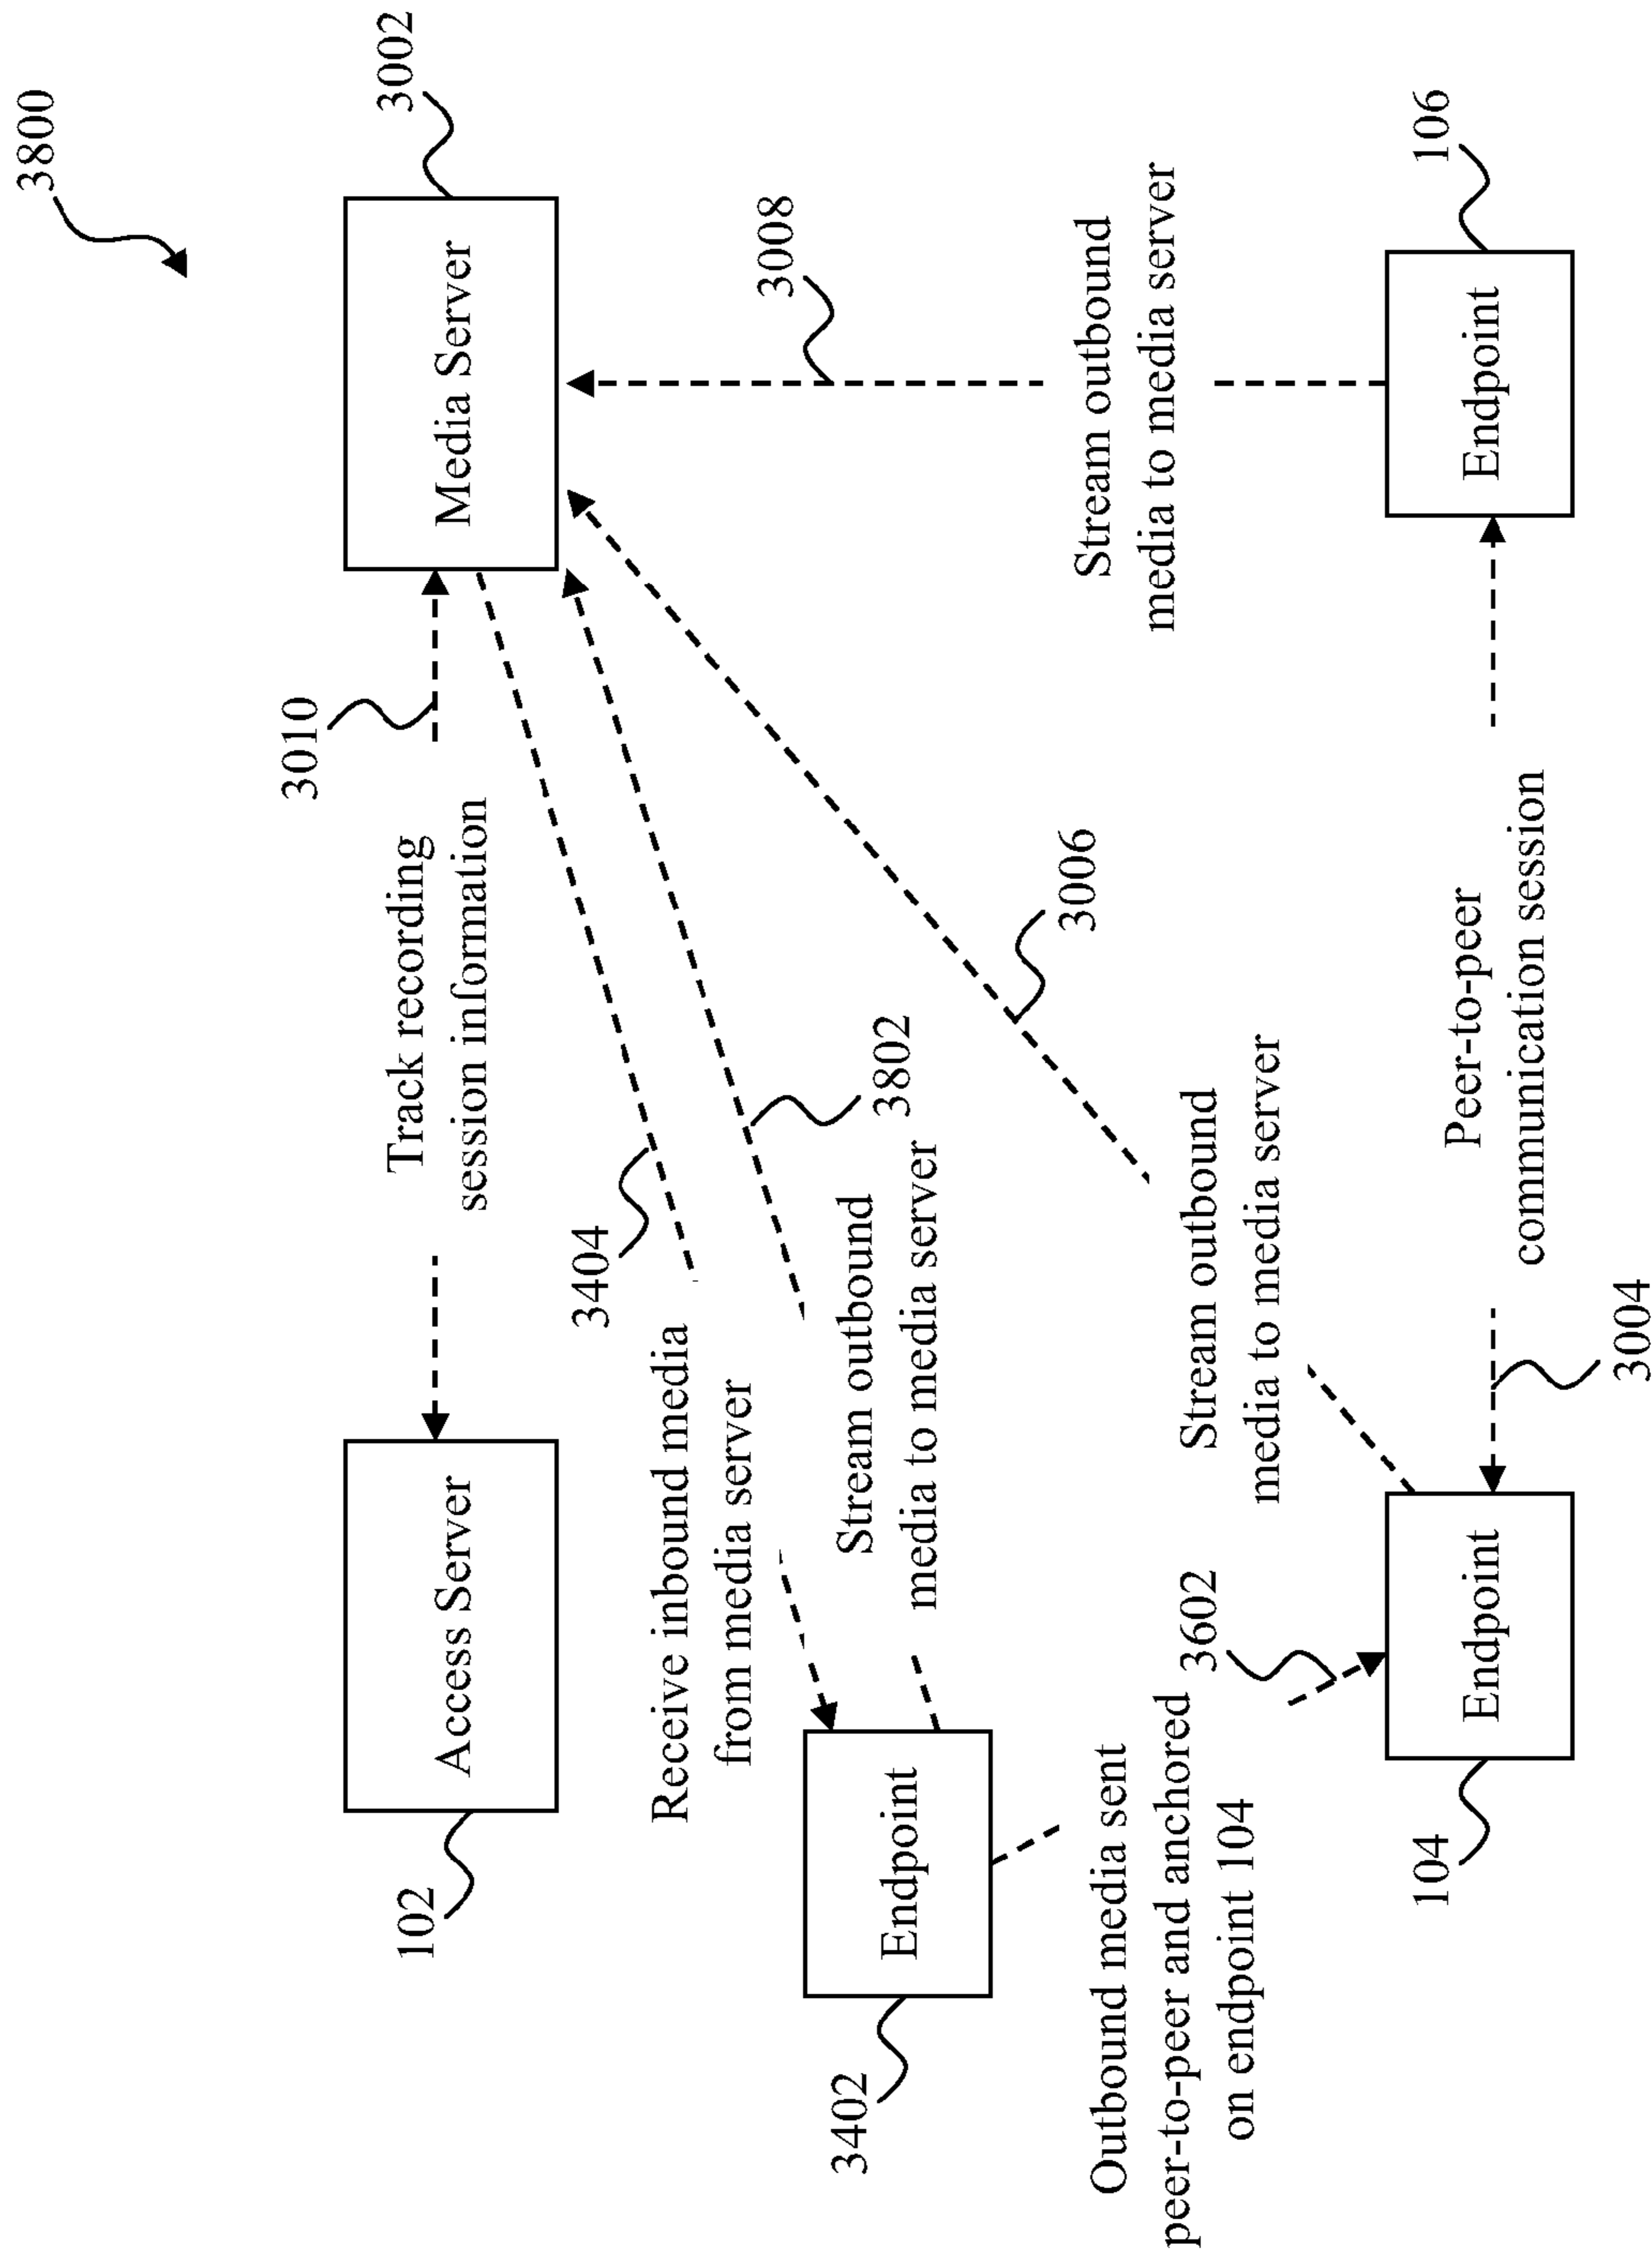 3800
102
Access Server
Track recording
session information
3010
Media Server
3002
3404
Receive inbound media
from media server
3802
Stream outbound
media to media server
3402
Endpoint
3008
3006
Outbound media sent
peer-to-peer and anchored
on endpoint 104
3602
Stream outbound
media to media server
Stream outbound
media to media server
104
Endpoint
3004
Peer-to-peer
communication session
Endpoint
106